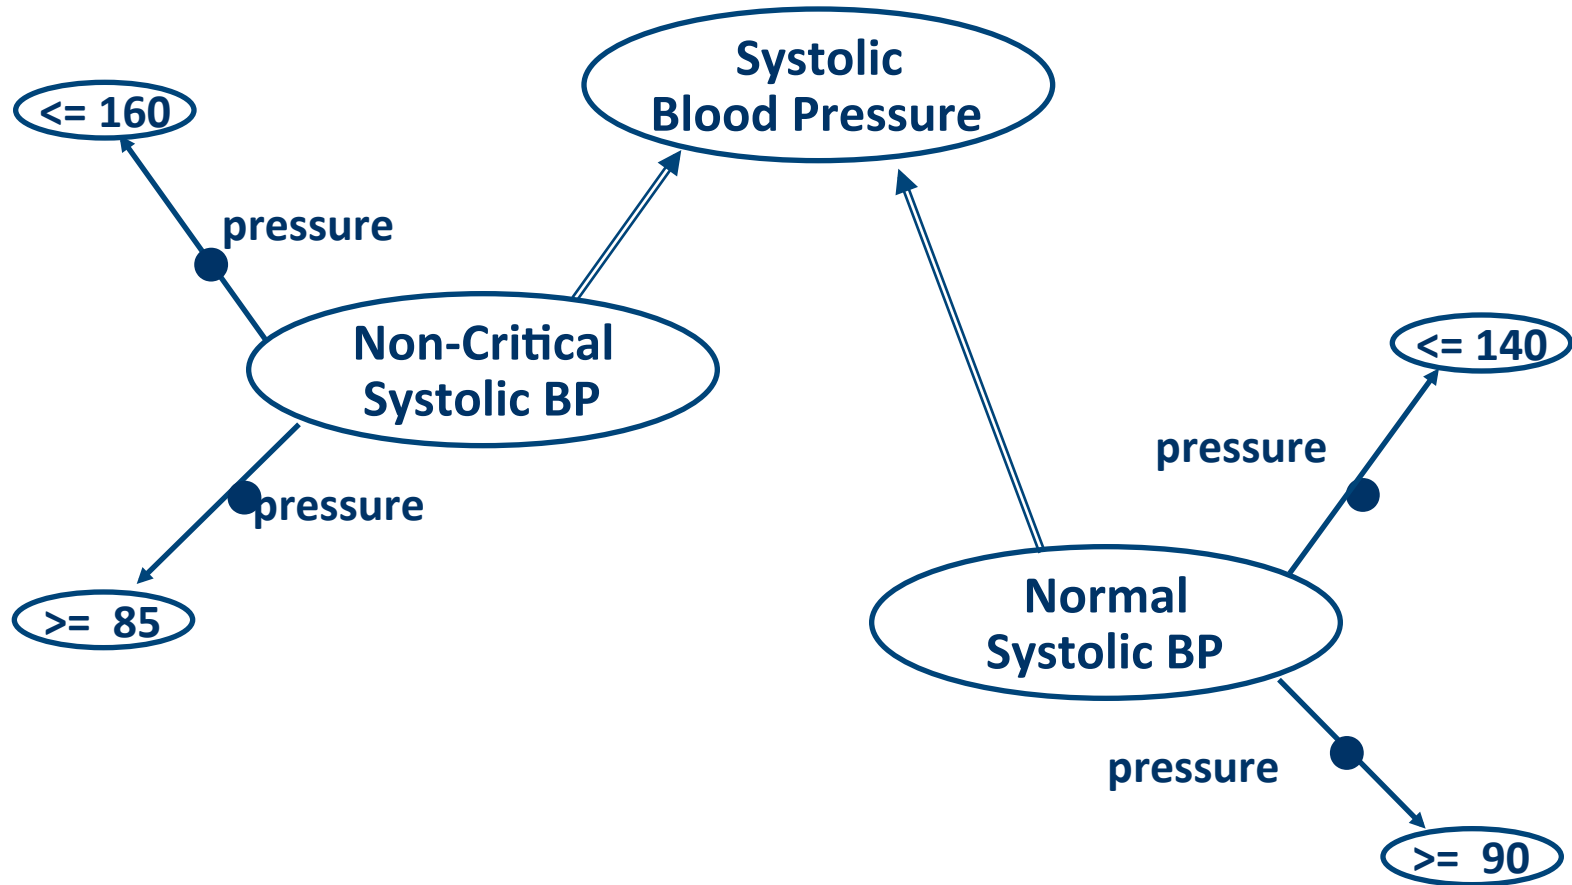 Systolic
Blood Pressure
<= 160
pressure
Non-Critical
Systolic BP
pressure
>= 85
<= 140
pressure
Normal
Systolic BP
pressure
>= 90